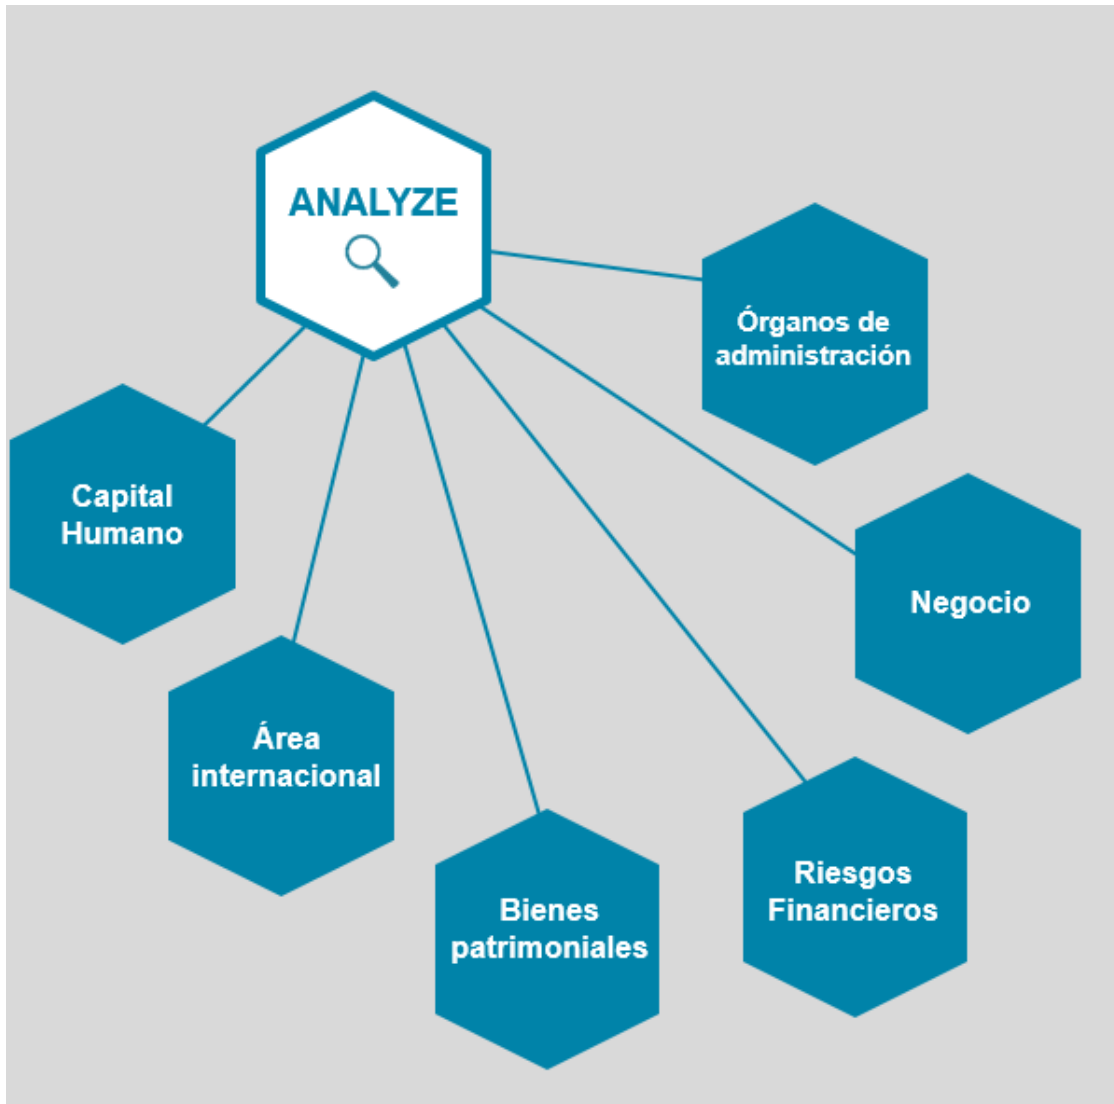 ANALYZE
Órganos de
administración
Capital
Humano
Negocio
Área
internacional
Riesgos
Financieros
Bienes
patrimoniales